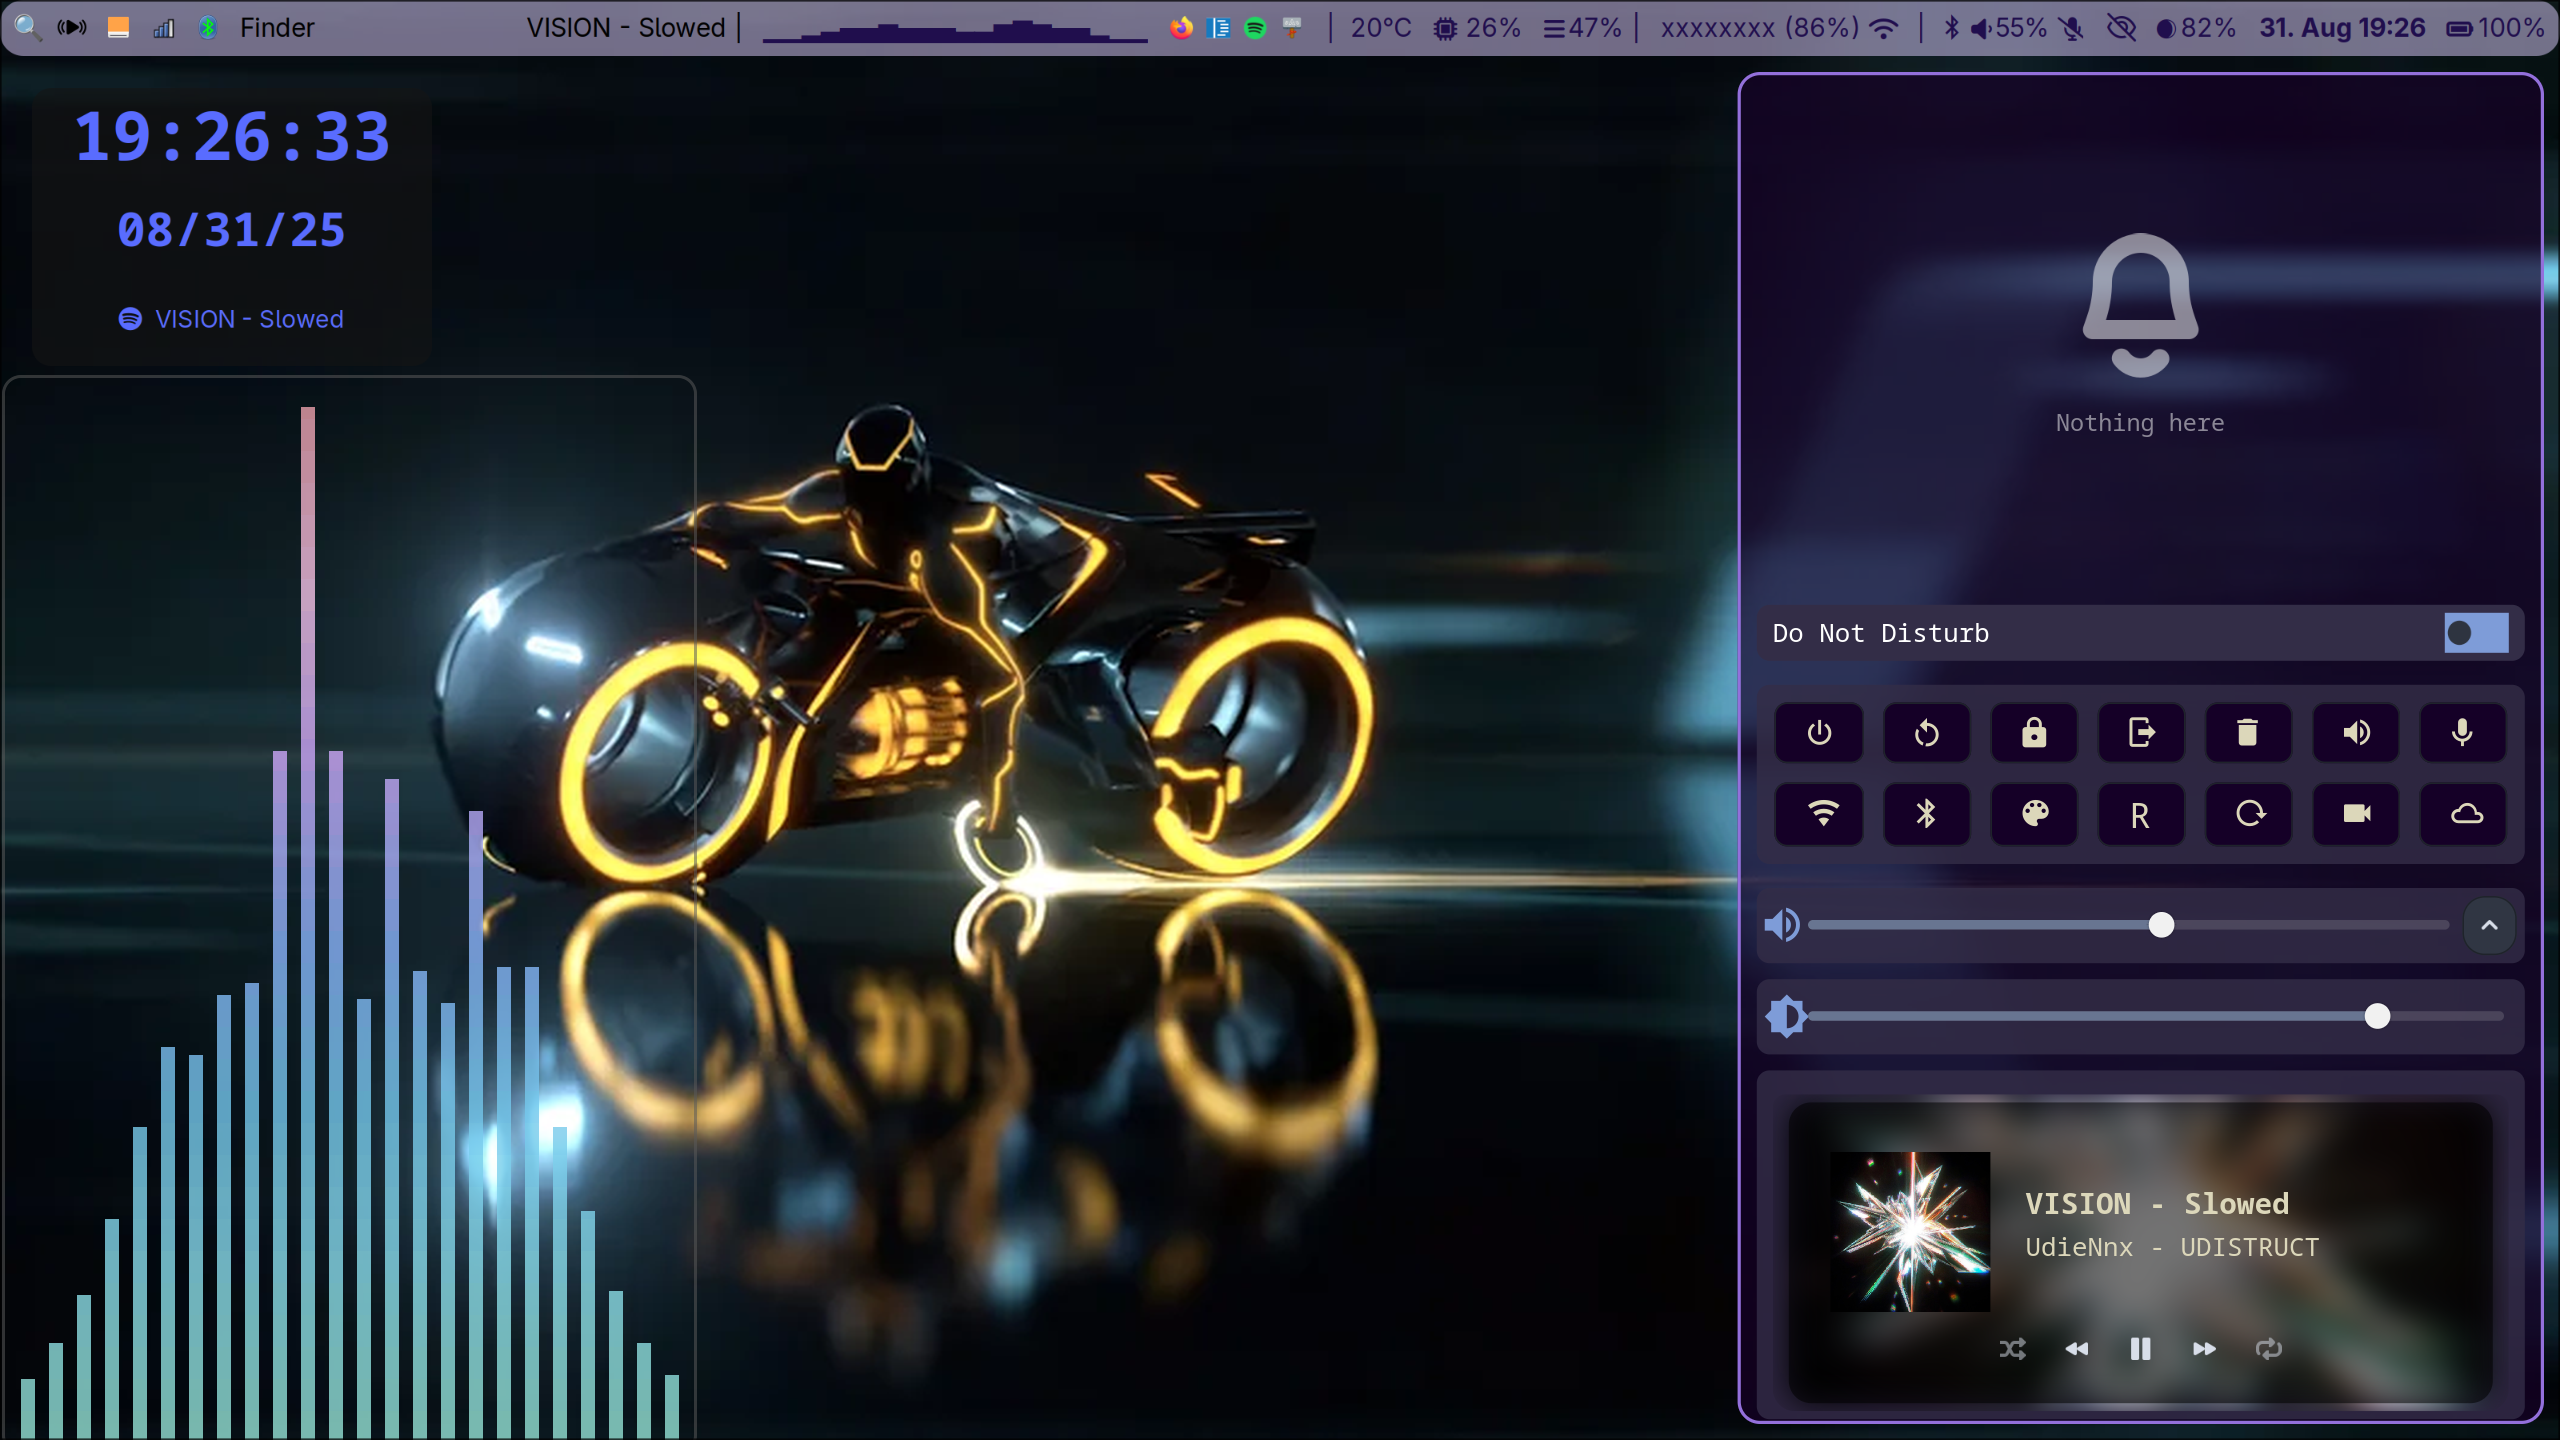 Finder VISION - Slowed 20°C 26% 47% xxxxxxxx (86%) 55% 82% 31. Aug 19:26 100%
19:26:33
08/31/25
VISION - Slowed
Nothing here
Do Not Disturb
R
VISION - Slowed
UdieNnx - UDISTRUCT